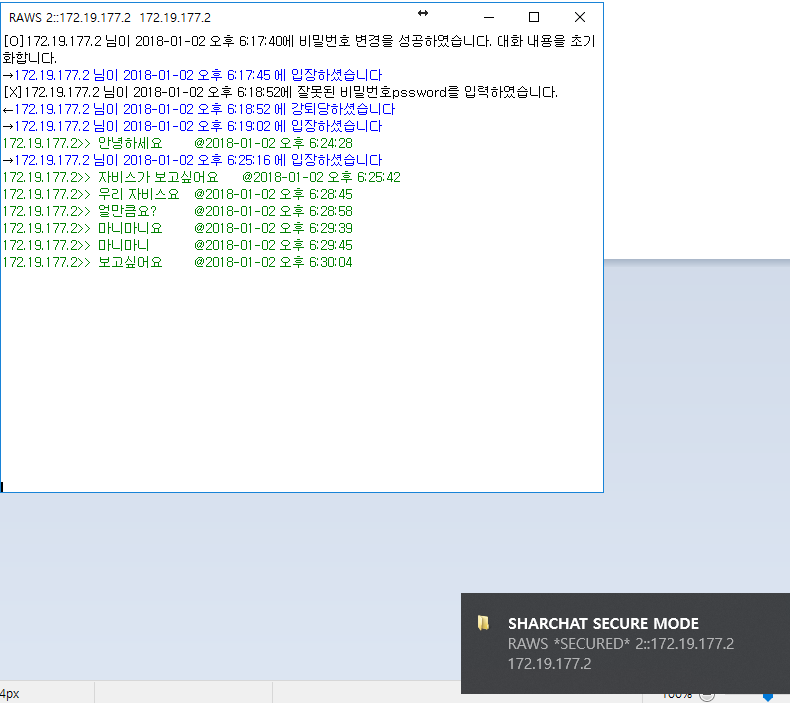 RAWS 2::172.19.177.2 172.19.177.2
[O]172.19.177.2 님이 2018-01-02 오후 6:17:40에 비밀번호 변경을 성공하였습니다. 대화 내용을 초기
화합니다.
→172.19.177.2 님이 2018-01-02 오후 6:17:45 에 입장하셨습니다
[X]172.19.177.2 님이 2018-01-02 오후 6:18:52에 잘못된 비밀번호pssword를 입력하였습니다.
←172.19.177.2 님이 2018-01-02 오후 6:18:52 에 강퇴당하셨습니다
→172.19.177.2 님이 2018-01-02 오후 6:19:02 에 입장하셨습니다
172.19.177.2>> 안녕하세요 @2018-01-02 오후 6:24:28
→172.19.177.2 님이 2018-01-02 오후 6:25:16 에 입장하셨습니다
172.19.177.2>> 자비스가 보고싶어요 @2018-01-02 오후 6:25:42
172.19.177.2>> 우리 자비스요 @2018-01-02 오후 6:28:45
172.19.177.2>> 얼만큼요? @2018-01-02 오후 6:28:58
172.19.177.2>> 마니마니요 @2018-01-02 오후 6:29:39
172.19.177.2>> 마니마니 @2018-01-02 오후 6:29:45
172.19.177.2>> 보고싶어요 @2018-01-02 오후 6:30:04
SHARCHAT SECURE MODE
RAWS *SECURED* 2::172.19.177.2
172.19.177.2
4px
100%